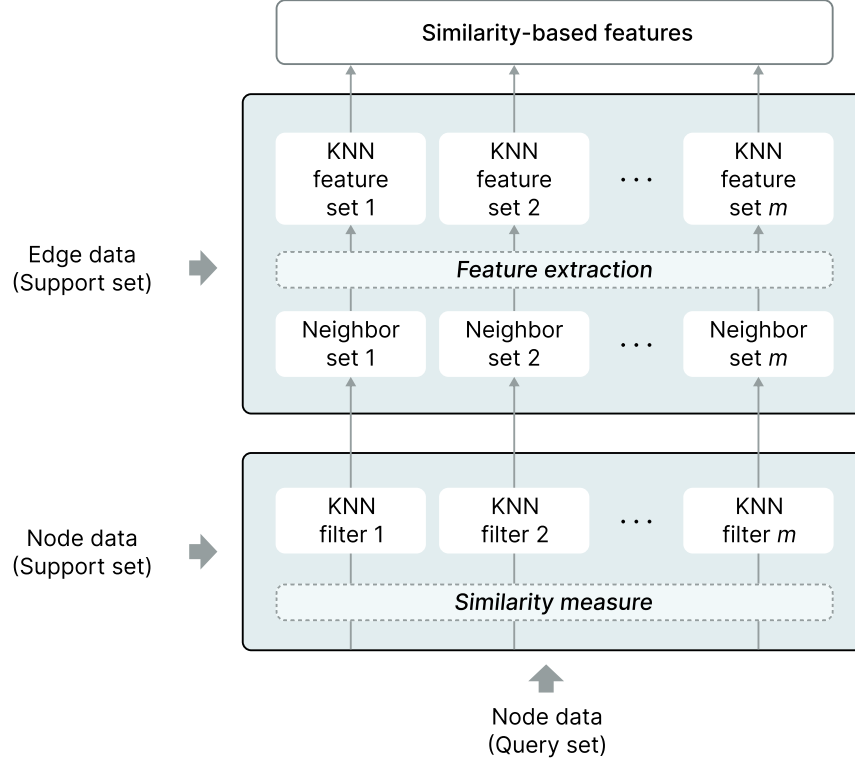 Similarity-based features
KNN
feature
set 1
KNN
feature
set 2
...
KNN
feature
set m
Edge data
(Support set)
Feature extraction
Neighbor
set 1
Neighbor
set 2
...
Neighbor
set m
KNN
filter 1
KNN
filter 2
...
KNN
filter m
Node data
(Support set)
Similarity measure
Node data
(Query set)